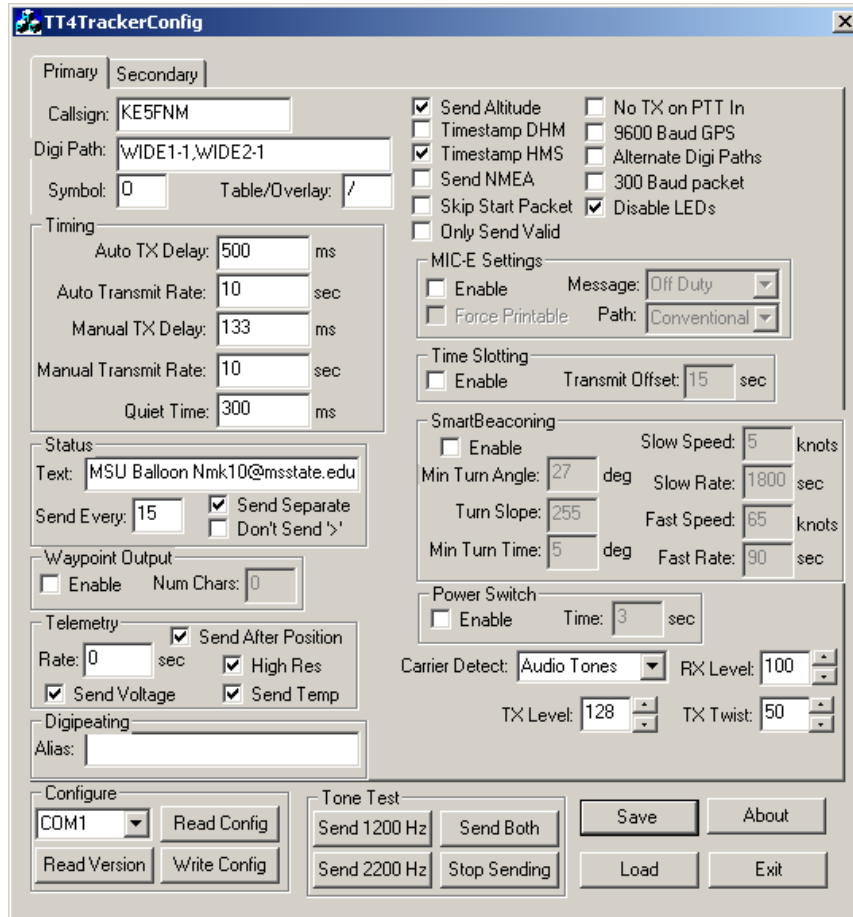 TT4TrackerConfig
Primary Secondary
Callsign: KE5FNM
Digi Path: WIDE1-1,WIDE2-1
Symbol: O Table/Overlay: /
Send Altitude No TX on PTT In
Timestamp DHM 9600 Baud GPS
Timestamp HMS Alternate Digi Paths
Send NMEA 300 Baud packet
Skip Start Packet Disable LEDs
Only Send Valid
Timing
Auto TX Delay: 500 ms
Auto Transmit Rate: 10 sec
Manual TX Delay: 133 ms
Manual Transmit Rate: 10 sec
Quiet Time: 300 ms
MIC-E Settings
Enable Message: Off Duty
Force Printable Path: Conventional
Time Slotting
Enable Transmit Offset: 15 sec
Status
Text: MSU Balloon Nmk10@msstate.edu
Send Every: 15 Send Separate
Don't Send '>'
SmartBeaconing
Enable Slow Speed: 5 knots
Min Turn Angle: 27 deg Slow Rate: 1800 sec
Turn Slope: 255 Fast Speed: 65 knots
Min Turn Time: 5 deg Fast Rate: 90 sec
Waypoint Output
Enable Num Chars: 0
Power Switch
Enable Time: 3 sec
Telemetry
Send After Position
Rate: 0 sec High Res
Send Voltage Send Temp
Carrier Detect: Audio Tones RX Level: 100
TX Level: 128 TX Twist: 50
Digipeating
Alias:
Configure
COM1 Read Config
Read Version Write Config
Tone Test
Send 1200 Hz Send Both
Send 2200 Hz Stop Sending
Save About
Load Exit